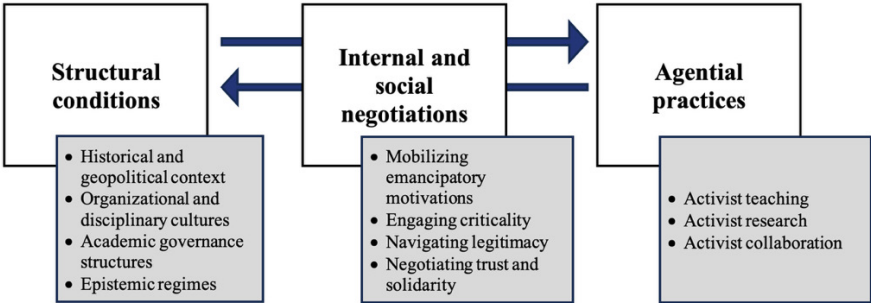 Structural
conditions
• Historical and
geopolitical context
• Organizational and
disciplinary cultures
• Academic governance
structures
• Epistemic regimes
Internal and
social
negotiations
• Mobilizing
emancipatory
motivations
• Engaging criticality
• Navigating legitimacy
• Negotiating trust and
solidarity
Agential
practices
• Activist teaching
• Activist research
• Activist collaboration